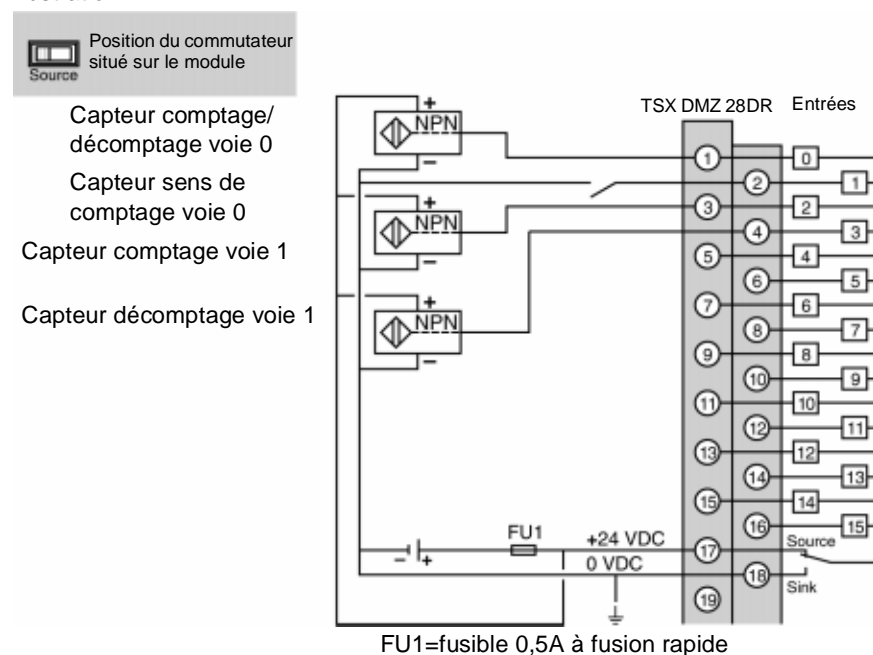 Position du commutateur
situé sur le module
Source
Capteur comptage/
décomptage voie 0
Capteur sens de
comptage voie 0
Capteur comptage voie 1
Capteur décomptage voie 1
TSX DMZ 28DR Entrées
+
NPN
−
+
NPN
−
+
NPN
−
1 0
2 1
3 2
4 3
5 4
6 5
7 6
8 7
9 8
10 9
11 10
12 11
13 12
14 13
15 14
16 15
− +
FU1
+24 VDC
17
Source
0 VDC
18
Sink
19
FU1=fusible 0,5A à fusion rapide